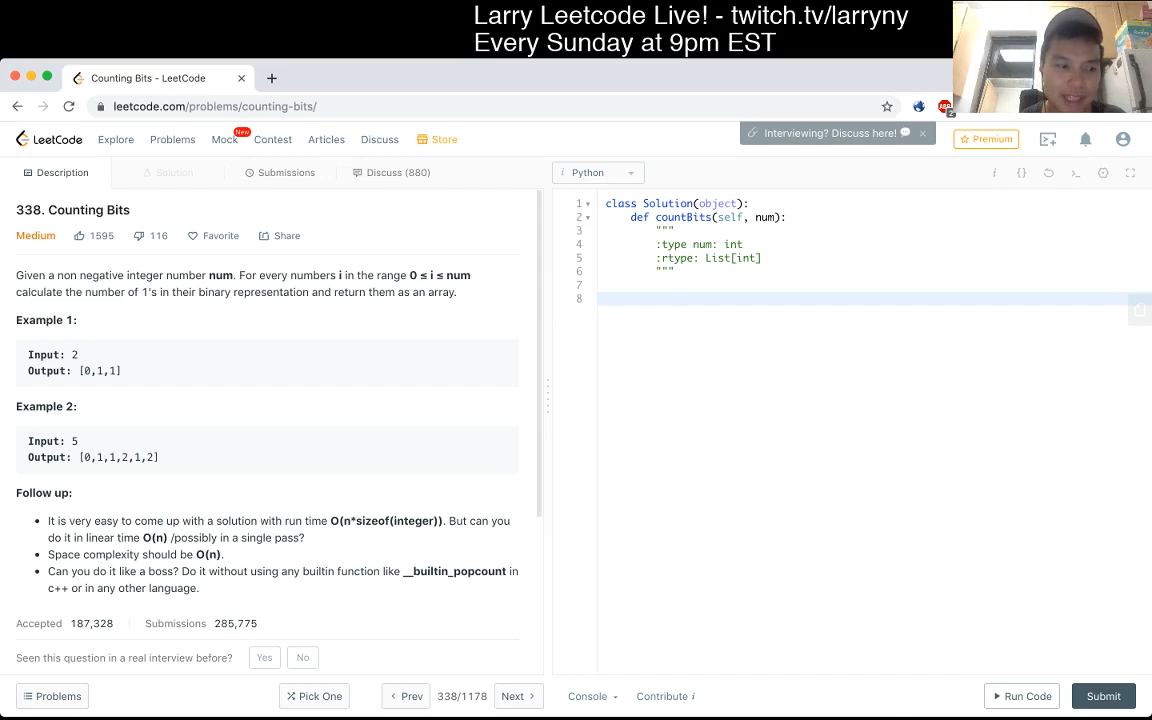 Larry Leetcode Live! - twitch.tv/larryny
Every Sunday at 9pm EST
Counting Bits - LeetCode
leetcode.com/problems/counting-bits/
LeetCode Explore Problems Mock New Contest Articles Discuss Store
Interviewing? Discuss here!
Premium
Description Solution Submissions Discuss (880)
i Python
338. Counting Bits
Medium 1595 116 Favorite Share
Given a non negative integer number num. For every numbers i in the range 0 ≤ i ≤ num
calculate the number of 1's in their binary representation and return them as an array.
Example 1:
Input: 2
Output: [0,1,1]
Example 2:
Input: 5
Output: [0,1,1,2,1,2]
Follow up:
• It is very easy to come up with a solution with run time O(n*sizeof(integer)). But can you
do it in linear time O(n) /possibly in a single pass?
• Space complexity should be O(n).
• Can you do it like a boss? Do it without using any builtin function like __builtin_popcount in
c++ or in any other language.
Accepted 187,328 Submissions 285,775
Seen this question in a real interview before? Yes No
Problems Pick One Prev 338/1178 Next
1 class Solution(object):
2 def countBits(self, num):
3 """
4 :type num: int
5 :rtype: List[int]
6 """
7
8
Console Contribute i Run Code Submit